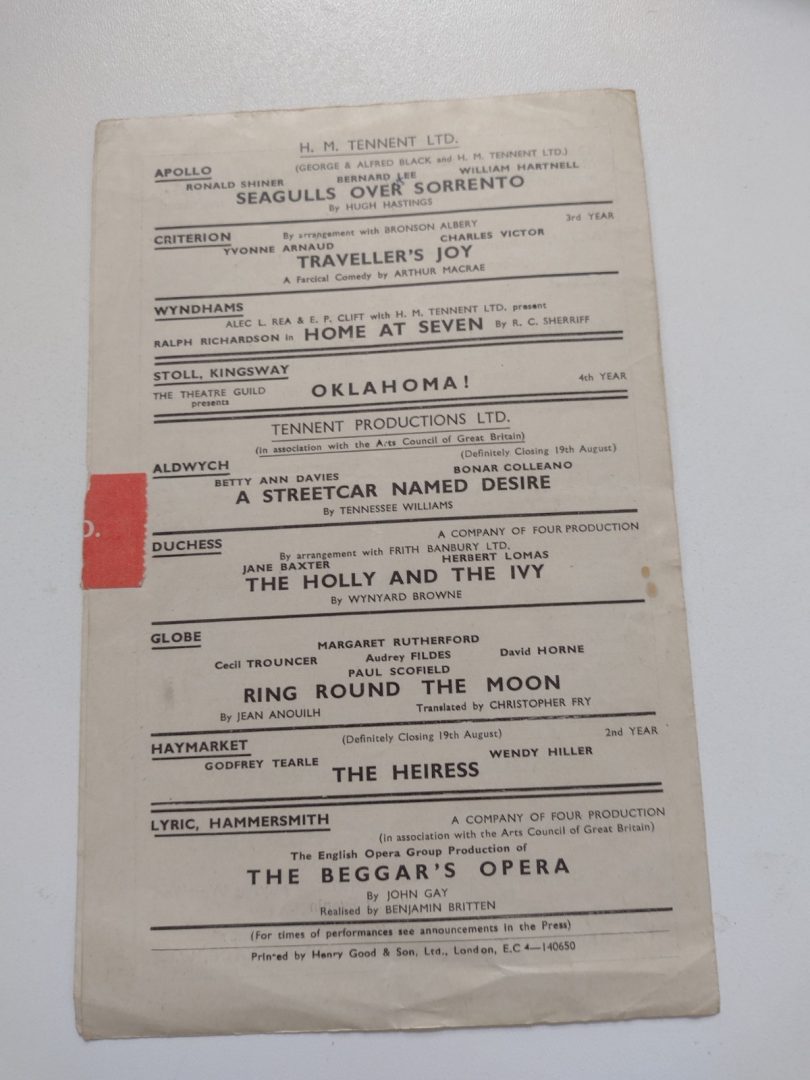 H. M. TENNENT LTD.
APOLLO (GEORGE & ALFRED BLACK and H. M. TENNENT LTD.)
RONALD SHINER BERNARD LEE WILLIAM HARTNELL
SEAGULLS OVER SORRENTO
By HUGH HASTINGS
CRITERION By arrangement with BRONSON ALBERY 3rd YEAR
YVONNE ARNAUD CHARLES VICTOR
TRAVELLER'S JOY
A Farcical Comedy by ARTHUR MACRAE
WYNDHAMS
ALEC L. REA & E. P. CLIFT with H. M. TENNENT LTD. present
RALPH RICHARDSON in HOME AT SEVEN By R. C. SHERRIFF
STOLL, KINGSWAY
THE THEATRE GUILD OKLAHOMA! 4th YEAR
presents
TENNENT PRODUCTIONS LTD.
(in association with the Arts Council of Great Britain)
ALDWYCH (Definitely Closing 19th August)
BETTY ANN DAVIES BONAR COLLEANO
A STREETCAR NAMED DESIRE
By TENNESSEE WILLIAMS
D.
DUCHESS A COMPANY OF FOUR PRODUCTION
By arrangement with FRITH BANBURY LTD.
JANE BAXTER HERBERT LOMAS
THE HOLLY AND THE IVY
By WYNYARD BROWNE
GLOBE
MARGARET RUTHERFORD
Cecil TROUNCER Audrey FILDES David HORNE
PAUL SCOFIELD
RING ROUND THE MOON
By JEAN ANOUILH Translated by CHRISTOPHER FRY
HAYMARKET (Definitely Closing 19th August) 2nd YEAR
GODFREY TEARLE WENDY HILLER
THE HEIRESS
LYRIC, HAMMERSMITH A COMPANY OF FOUR PRODUCTION
(in association with the Arts Council of Great Britain)
The English Opera Group Production of
THE BEGGAR'S OPERA
By JOHN GAY
Realised by BENJAMIN BRITTEN
(For times of performances see announcements in the Press)
Printed by Henry Good & Son, Ltd., London, E.C 4—140650